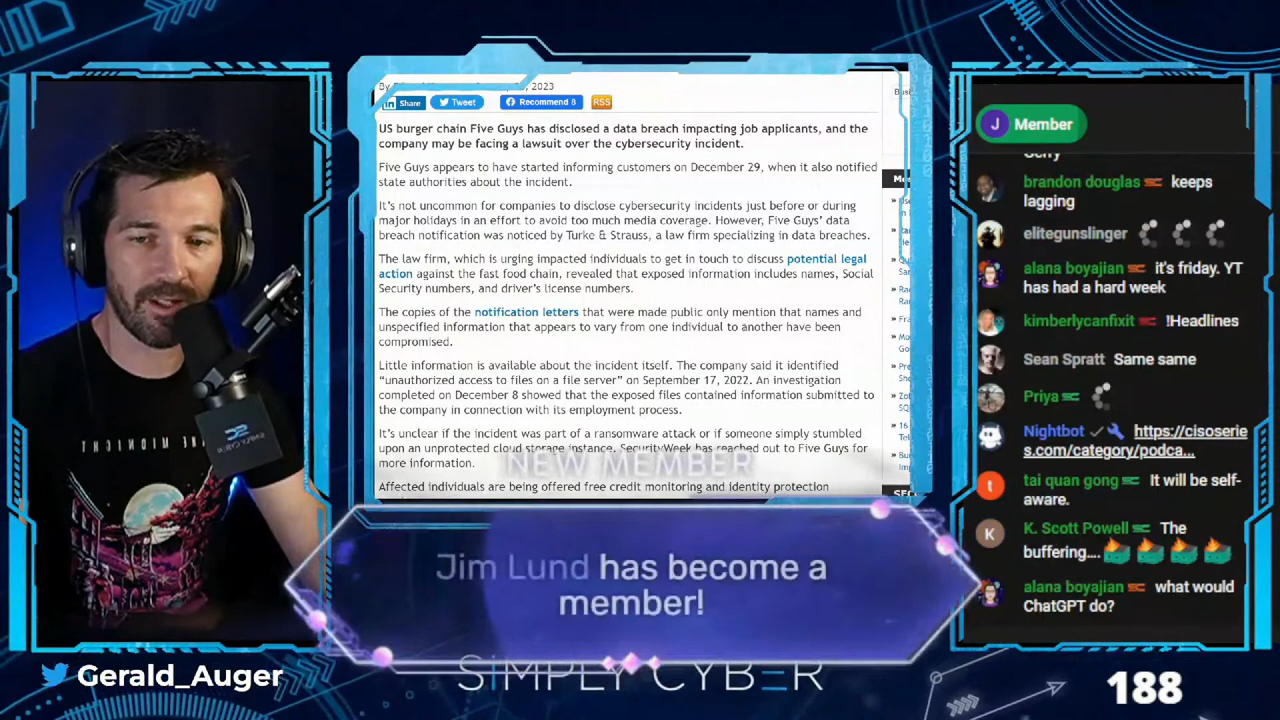 By
2023
Share
Tweet
Recommend 8
RSS
US burger chain Five Guys has disclosed a data breach impacting job applicants, and the
company may be facing a lawsuit over the cybersecurity incident.
Five Guys appears to have started informing customers on December 29, when it also notified
state authorities about the incident.
It's not uncommon for companies to disclose cybersecurity incidents just before or during
major holidays in an effort to avoid too much media coverage. However, Five Guys' data
breach notification was noticed by Turke & Strauss, a law firm specializing in data breaches.
The law firm, which is urging impacted individuals to get in touch to discuss potential legal
action against the fast food chain, revealed that exposed information includes names, Social
Security numbers, and driver's license numbers.
The copies of the notification letters that were made public only mention that names and
unspecified information that appears to vary from one individual to another have been
compromised.
Little information is available about the incident itself. The company said it identified
“unauthorized access to files on a file server” on September 17, 2022. An investigation
completed on December 8 showed that the exposed files contained information submitted to
the company in connection with its employment process.
It's unclear if the incident was part of a ransomware attack or if someone simply stumbled
upon an unprotected cloud storage instance. SecurityWeek has reached out to Five Guys for
more information.
Affected individuals are being offered free credit monitoring and identity protection
NEW MEMBER
Jim Lund has become a
member!
SIMPLY CYBER
Gerald_Auger
J Member
brandon douglas keeps
lagging
elitegunslinger
alana boyajian it's friday. YT
has had a hard week
kimberlycanfixit !Headlines
Sean Spratt Same same
Priya
Nightbot https://cisoserie
s.com/category/podca...
t
tai quan gong It will be self-
aware.
K
K. Scott Powell The
buffering....
alana boyajian what would
ChatGPT do?
188